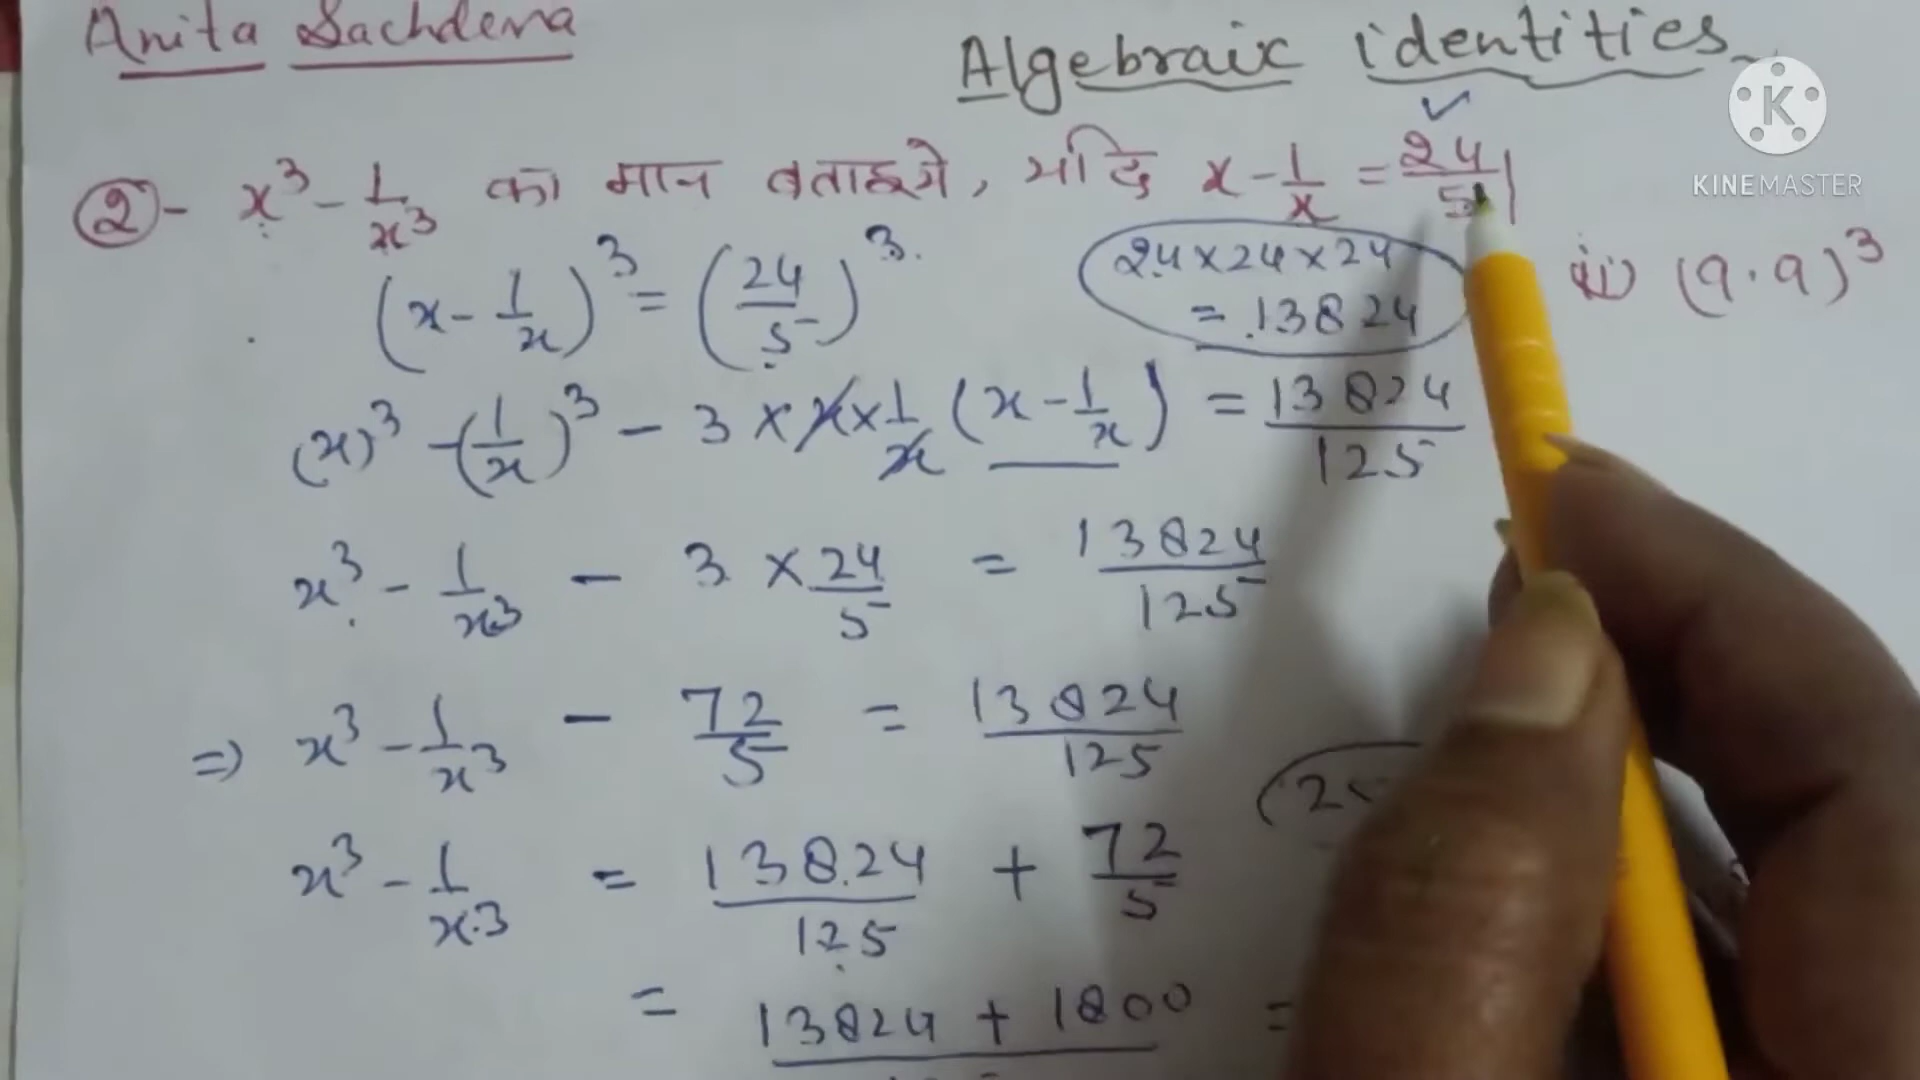 Anita Sachdeva
Algebraic identities
✓
KINEMASTER
②- x³ - 1/x³ का मान बताइये, यदि x - 1/x = 24/5
(x - 1/x)³ = (24/5)³
24 × 24 × 24
= 13824
ii) (9.9)³
(x)³ - (1/x)³ - 3 × x × 1/x (x - 1/x) = 13824/125
x³ - 1/x³ - 3 × 24/5 = 13824/125
⇒ x³ - 1/x³ - 72/5 = 13824/125
x³ - 1/x³ = 13824/125 + 72/5
= 13824 + 1800 =